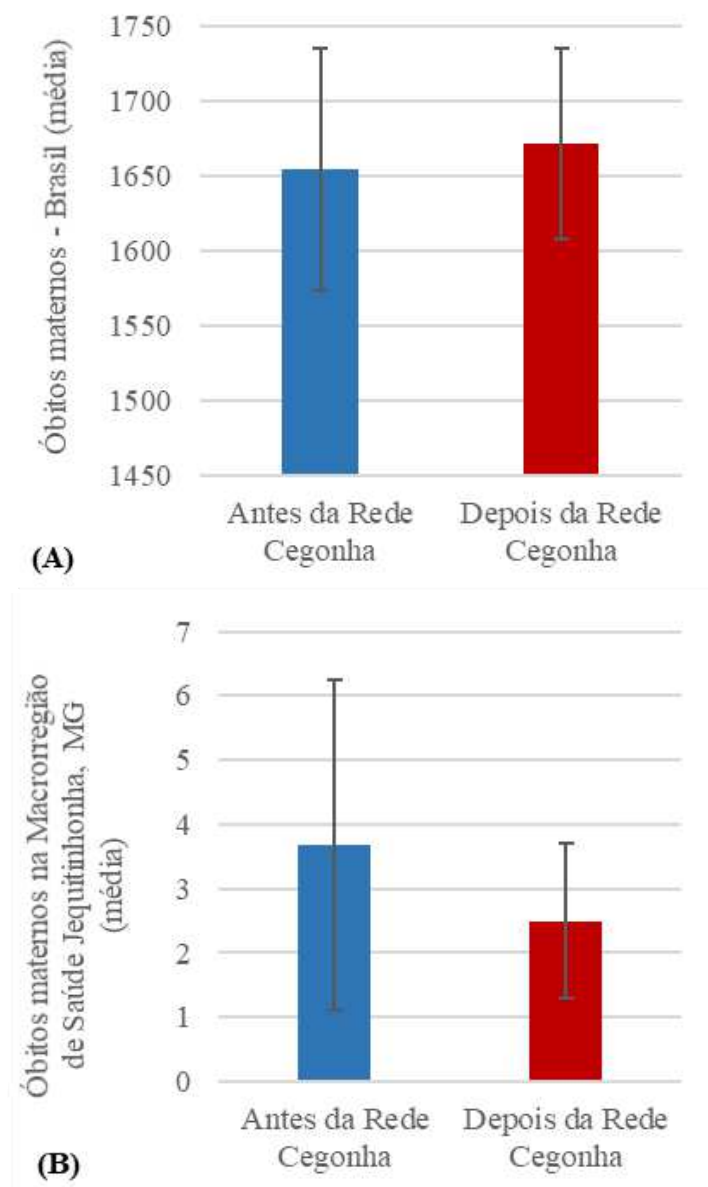 Óbitos maternos - Brasil (média)
1750
1700
1650
1600
1550
1500
1450
Antes da Rede
Cegonha
Depois da Rede
Cegonha
(A)
Óbitos maternos na Macrorregião
de Saúde Jequitinhonha, MG
(média)
7
6
5
4
3
2
1
0
Antes da Rede
Cegonha
Depois da Rede
Cegonha
(B)